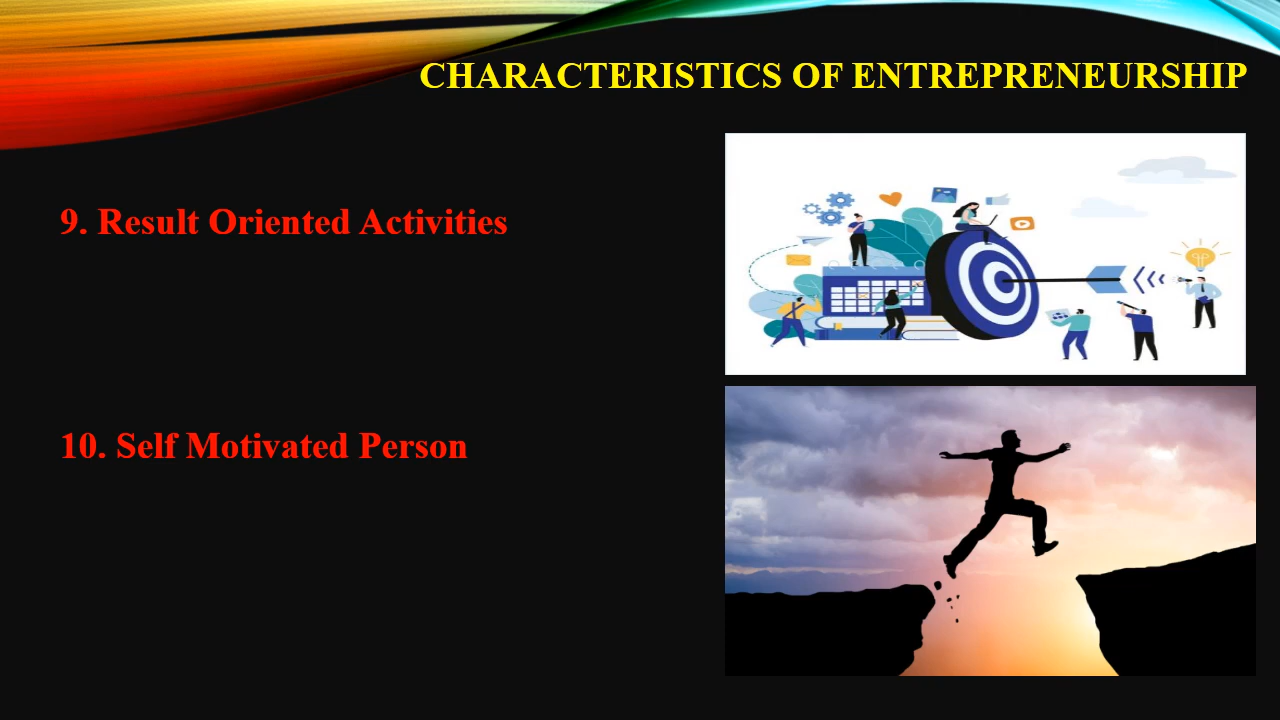 CHARACTERISTICS OF ENTREPRENEURSHIP
9. Result Oriented Activities
10. Self Motivated Person